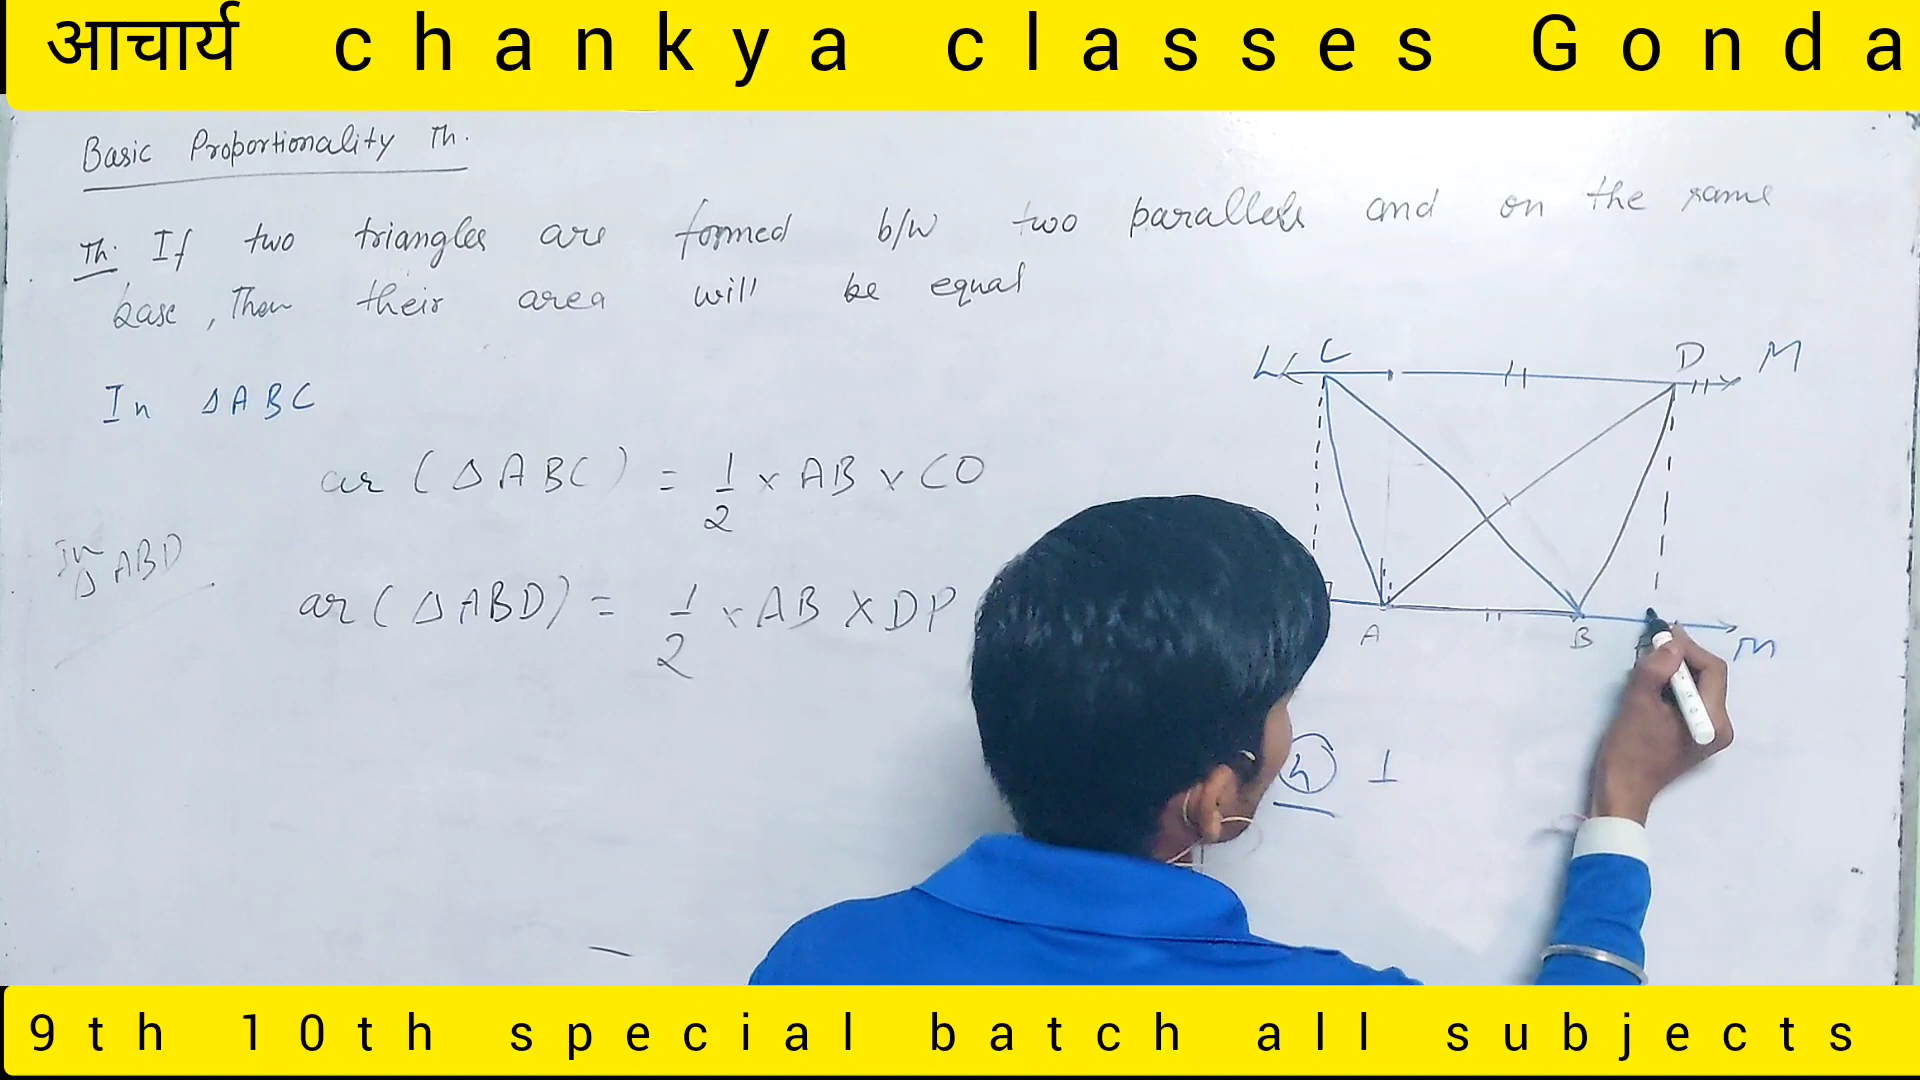 आचार्य chankya classes Gonda
Basic Proportionality Th.
Th: If two triangles are formed b/w two parallels and on the same
base, Then their area will be equal
L C D M
In ΔABC
ar (ΔABC) = 1/2 × AB × CO
In ΔABD
ar (ΔABD) = 1/2 × AB × DP
A B m
1
9th 10th special batch all subjects